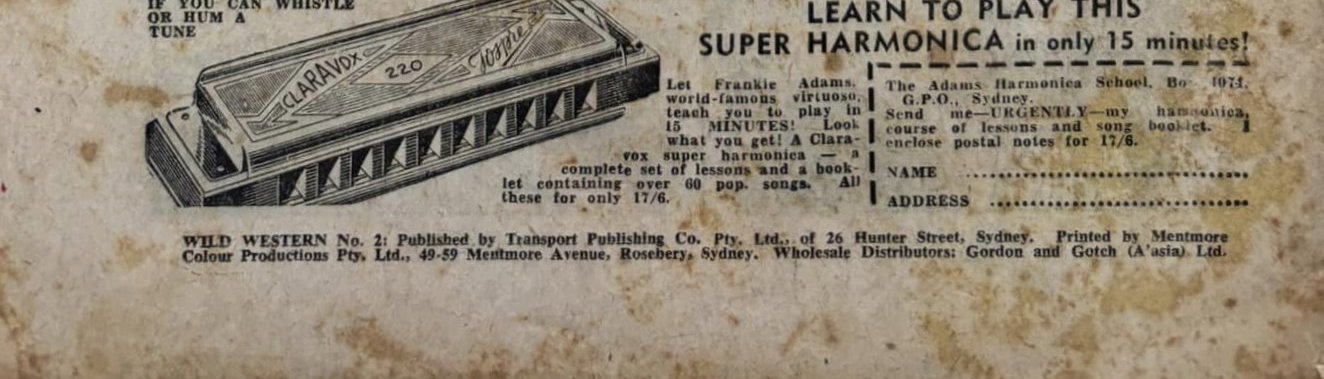 IF YOU CAN WHISTLE
OR HUM A
TUNE
CLARAVOX
220
LEARN TO PLAY THIS
SUPER HARMONICA in only 15 minutes!
Let Frankie Adams,
world-famous virtuoso,
teach you to play in
15 MINUTES! Look
what you get! A Clara-
vox super harmonica — a
complete set of lessons and a book-
let containing over 60 pop. songs. All
these for only 17/6.
The Adams Harmonica School, Box 4074,
G.P.O., Sydney.
Send me—URGENTLY—my harmonica,
course of lessons and song booklet. I
enclose postal notes for 17/6.
NAME ........................................
ADDRESS ....................................
WILD WESTERN No. 2: Published by Transport Publishing Co. Pty. Ltd., of 26 Hunter Street, Sydney. Printed by Mentmore
Colour Productions Pty. Ltd., 49-59 Mentmore Avenue, Rosebery, Sydney. Wholesale Distributors: Gordon and Gotch (A'asia) Ltd.